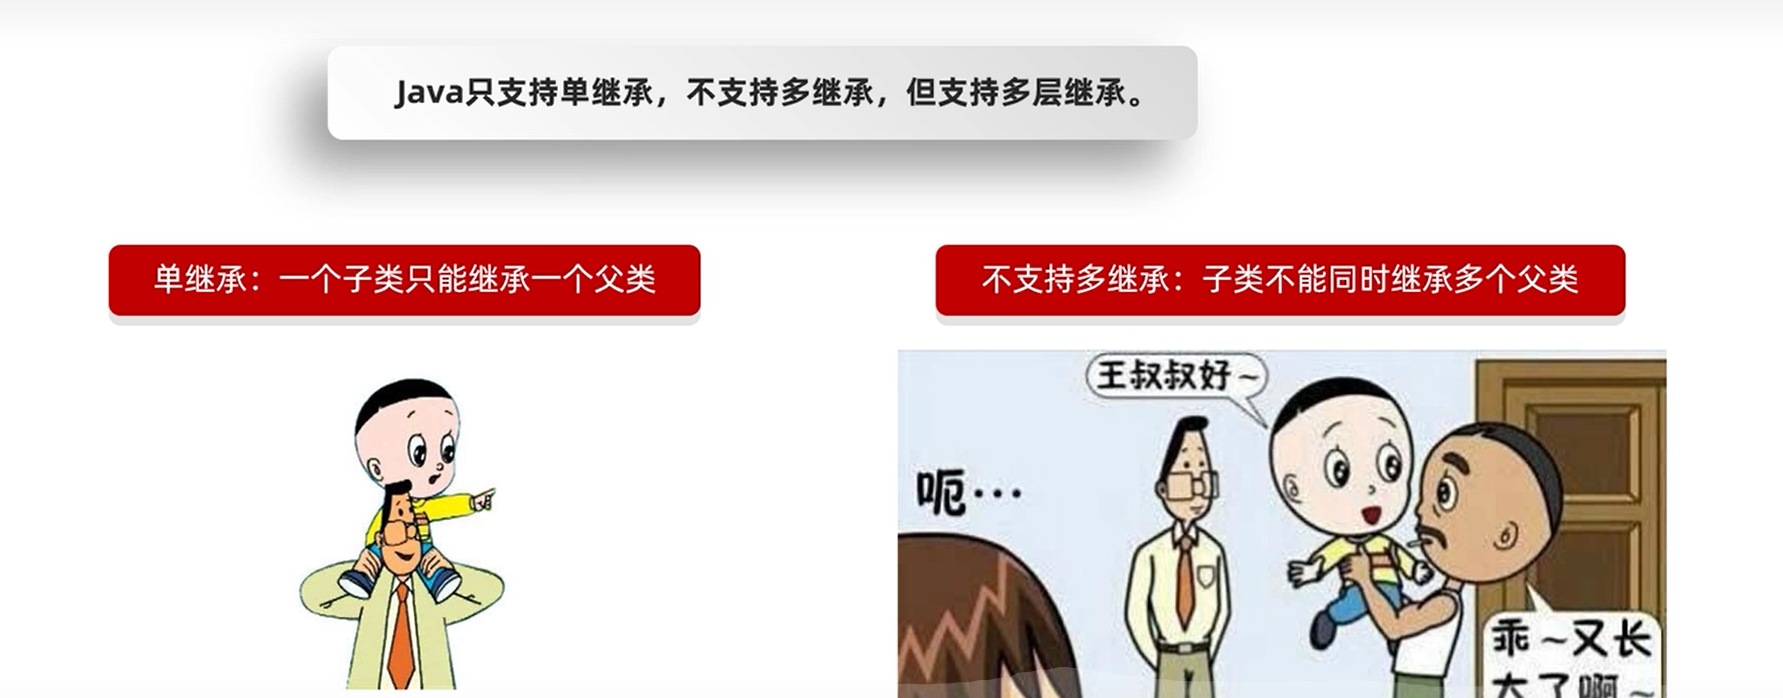 Java只支持单继承，不支持多继承，但支持多层继承。
单继承：一个子类只能继承一个父类
不支持多继承：子类不能同时继承多个父类
王叔叔好～
呃…
乖～又长
大了啊～